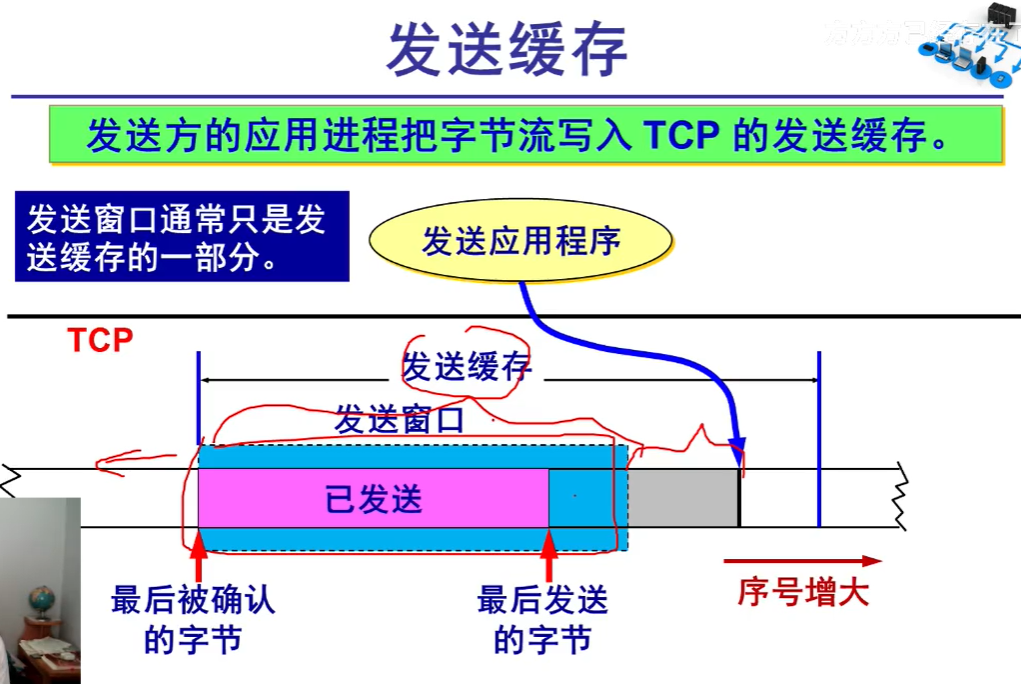 发送缓存
发送方的应用进程把字节流写入 TCP 的发送缓存。
发送窗口通常只是发
送缓存的一部分。
发送应用程序
TCP
发送缓存
发送窗口
已发送
最后被确认
的字节
最后发送
的字节
序号增大